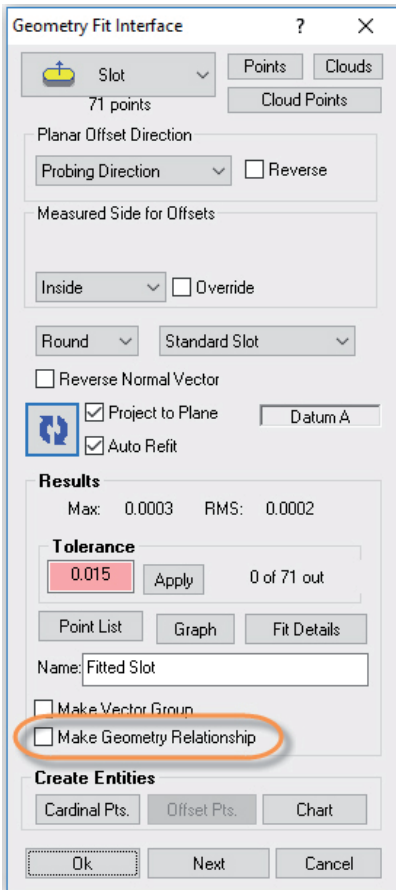 Geometry Fit Interface ? X
Slot Points Clouds
71 points Cloud Points
Planar Offset Direction
Probing Direction Reverse
Measured Side for Offsets
Inside Override
Round Standard Slot
Reverse Normal Vector
Project to Plane Datum A
Auto Refit
Results
Max: 0.0003 RMS: 0.0002
Tolerance
0.015 Apply 0 of 71 out
Point List Graph Fit Details
Name: Fitted Slot
Make Vector Group
Make Geometry Relationship
Create Entities
Cardinal Pts. Offset Pts. Chart
Ok Next Cancel